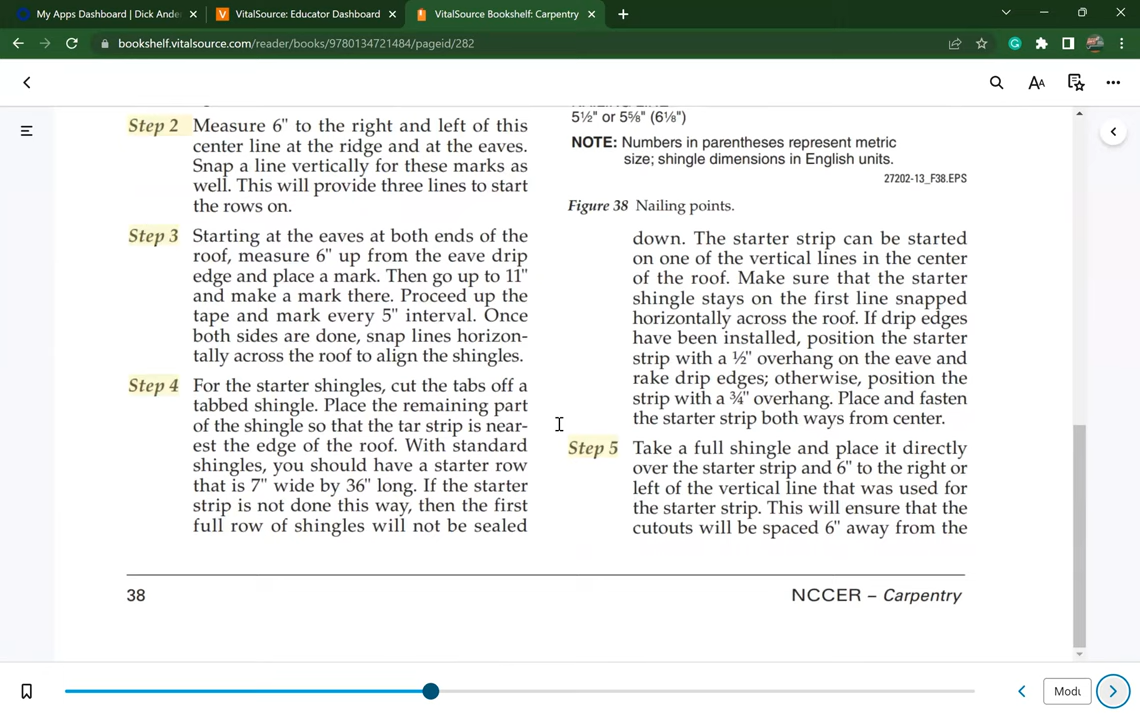 My Apps Dashboard | Dick Ander
VitalSource: Educator Dashboard
VitalSource Bookshelf: Carpentry
bookshelf.vitalsource.com/reader/books/9780134721484/pageid/282
Step 2 Measure 6" to the right and left of this
center line at the ridge and at the eaves.
Snap a line vertically for these marks as
well. This will provide three lines to start
the rows on.
Step 3 Starting at the eaves at both ends of the
roof, measure 6" up from the eave drip
edge and place a mark. Then go up to 11"
and make a mark there. Proceed up the
tape and mark every 5" interval. Once
both sides are done, snap lines horizon-
tally across the roof to align the shingles.
Step 4 For the starter shingles, cut the tabs off a
tabbed shingle. Place the remaining part
of the shingle so that the tar strip is near-
est the edge of the roof. With standard
shingles, you should have a starter row
that is 7" wide by 36" long. If the starter
strip is not done this way, then the first
full row of shingles will not be sealed
5½" or 5⅝" (6⅛")
NOTE: Numbers in parentheses represent metric
size; shingle dimensions in English units.
27202-13_F38.EPS
Figure 38 Nailing points.
down. The starter strip can be started
on one of the vertical lines in the center
of the roof. Make sure that the starter
shingle stays on the first line snapped
horizontally across the roof. If drip edges
have been installed, position the starter
strip with a ½" overhang on the eave and
rake drip edges; otherwise, position the
strip with a ¾" overhang. Place and fasten
the starter strip both ways from center.
Step 5 Take a full shingle and place it directly
over the starter strip and 6" to the right or
left of the vertical line that was used for
the starter strip. This will ensure that the
cutouts will be spaced 6" away from the
38
NCCER – Carpentry
Modu